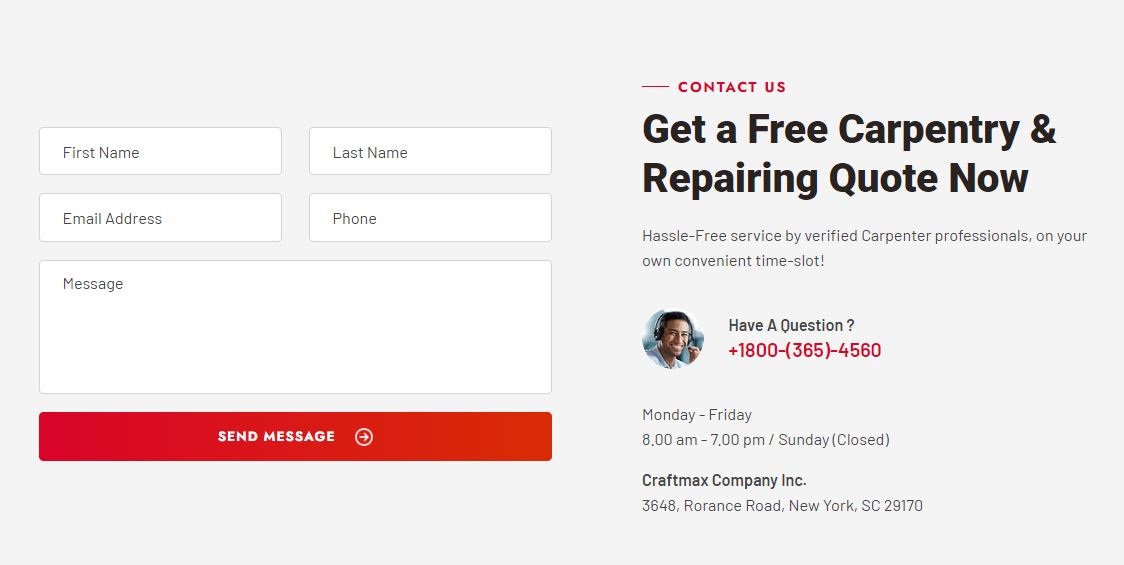 First Name
Last Name
Email Address
Phone
Message
SEND MESSAGE
CONTACT US
Get a Free Carpentry &
Repairing Quote Now
Hassle-Free service by verified Carpenter professionals, on your
own convenient time-slot!
Have A Question ?
+1800-(365)-4560
Monday - Friday
8.00 am - 7.00 pm / Sunday (Closed)
Craftmax Company Inc.
3648, Rorance Road, New York, SC 29170